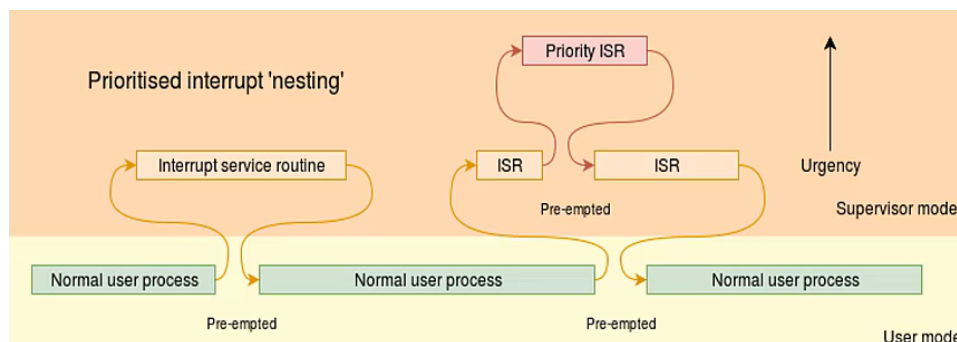 Priority ISR
Prioritised interrupt 'nesting'
Interrupt service routine
ISR
ISR
Urgency
Pre-empted
Supervisor mode
Normal user process
Normal user process
Normal user process
Pre-empted
Pre-empted
User mode